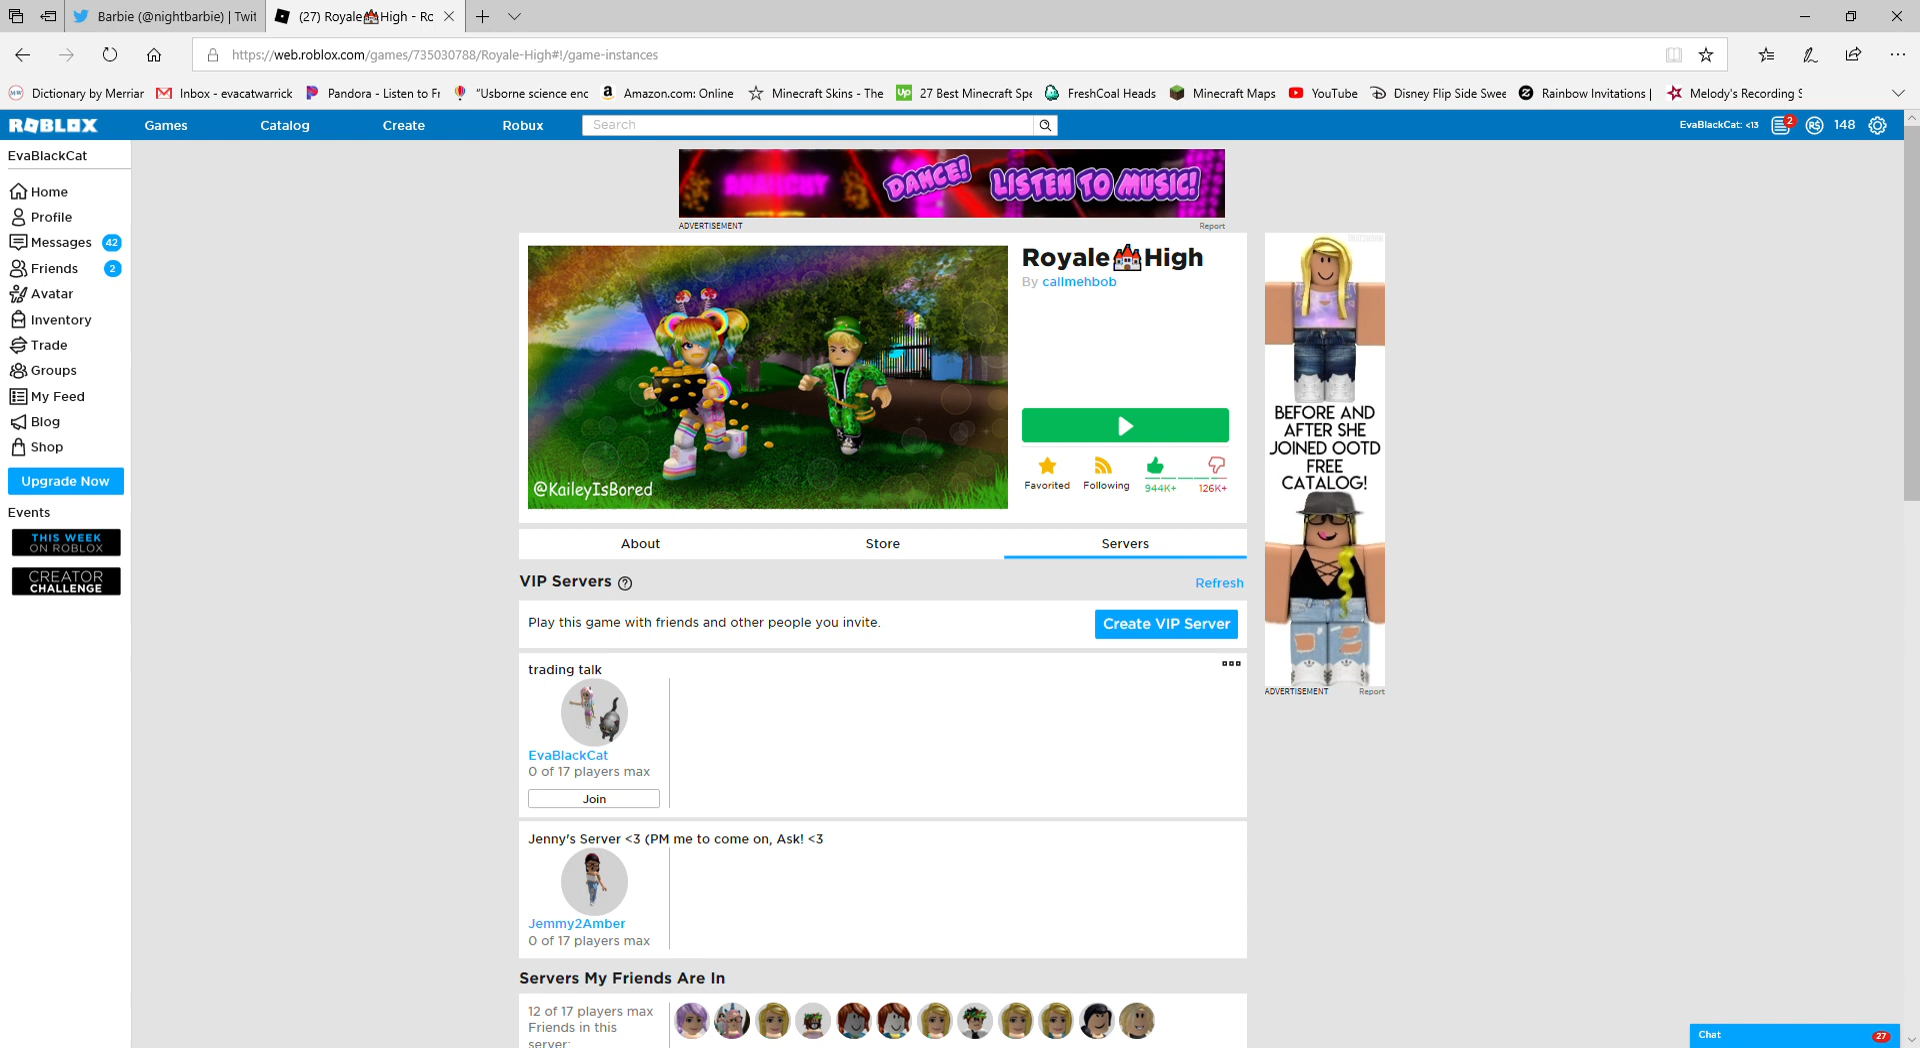 Barbie (@nightbarbie) | Twit
(27) Royale🏰High - Ro
https://web.roblox.com/games/735030788/Royale-High#!/game-instances
Dictionary by Merriar
Inbox - evacatwarrick
Pandora - Listen to Fr
"Usborne science enc
Amazon.com: Online
Minecraft Skins - The
27 Best Minecraft Spe
FreshCoal Heads
Minecraft Maps
YouTube
Disney Flip Side Swee
Rainbow Invitations |
Melody's Recording S
ROBLOX
Games
Catalog
Create
Robux
Search
EvaBlackCat: <13
2
148
EvaBlackCat
Home
Profile
Messages 42
Friends 2
Avatar
Inventory
Trade
Groups
My Feed
Blog
Shop
Upgrade Now
Events
THIS WEEK
ON ROBLOX
CREATOR
CHALLENGE
DANCE! LISTEN TO MUSIC!
ADVERTISEMENT
Report
@KaileyIsBored
Royale🏰High
By callmehbob
Favorited
Following
944K+
126K+
About
Store
Servers
VIP Servers
Refresh
Play this game with friends and other people you invite.
Create VIP Server
trading talk
EvaBlackCat
0 of 17 players max
Join
Jenny's Server <3 (PM me to come on, Ask! <3
Jemmy2Amber
0 of 17 players max
Servers My Friends Are In
12 of 17 players max
Friends in this
server:
BEFORE AND
AFTER SHE
JOINED OOTD
FREE
CATALOG!
ADVERTISEMENT
Report
Chat
27